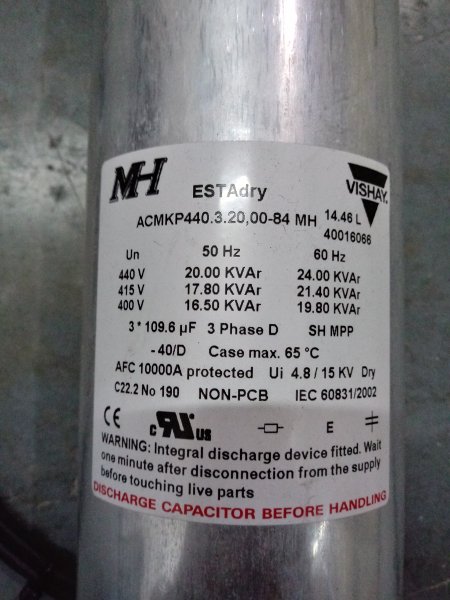 MH
ESTAdry
VISHAY
ACMKP440.3.20,00-84 MH 14.46 L
40016066
Un 50 Hz 60 Hz
440 V 20.00 KVAr 24.00 KVAr
415 V 17.80 KVAr 21.40 KVAr
400 V 16.50 KVAr 19.80 KVAr
3 * 109.6 µF 3 Phase D SH MPP
- 40/D Case max. 65 °C
AFC 10000A protected Ui 4.8 / 15 KV Dry
C22.2 No 190 NON-PCB IEC 60831/2002
CE c RU US E
WARNING: Integral discharge device fitted. Wait
one minute after disconnection from the supply
before touching live parts
DISCHARGE CAPACITOR BEFORE HANDLING